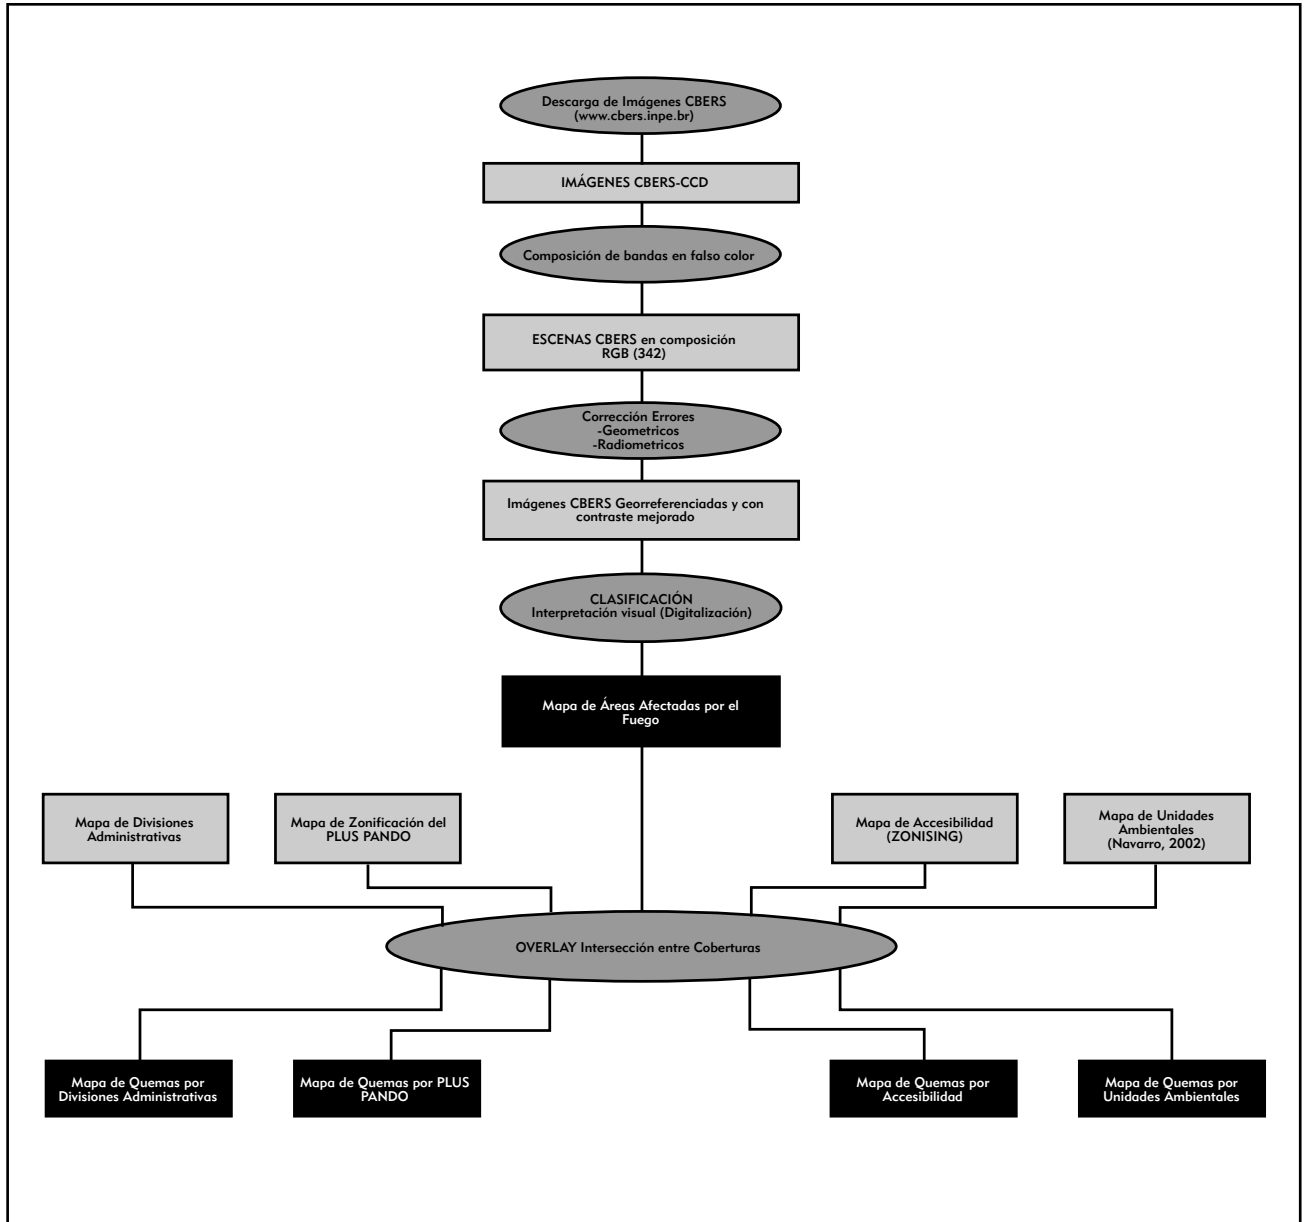 Descarga de Imágenes CBERS
(www.cbers.inpe.br)
IMÁGENES CBERS-CCD
Composición de bandas en falso color
ESCENAS CBERS en composición
RGB (342)
Corrección Errores
-Geometricos
-Radiometricos
Imágenes CBERS Georreferenciadas y con
contraste mejorado
CLASIFICACIÓN
Interpretación visual (Digitalización)
Mapa de Áreas Afectadas por el
Fuego
Mapa de Divisiones
Administrativas
Mapa de Zonificación del
PLUS PANDO
Mapa de Accesibilidad
(ZONISING)
Mapa de Unidades
Ambientales
(Navarro, 2002)
OVERLAY Intersección entre Coberturas
Mapa de Quemas por
Divisiones Administrativas
Mapa de Quemas por PLUS
PANDO
Mapa de Quemas por
Accesibilidad
Mapa de Quemas por
Unidades Ambientales